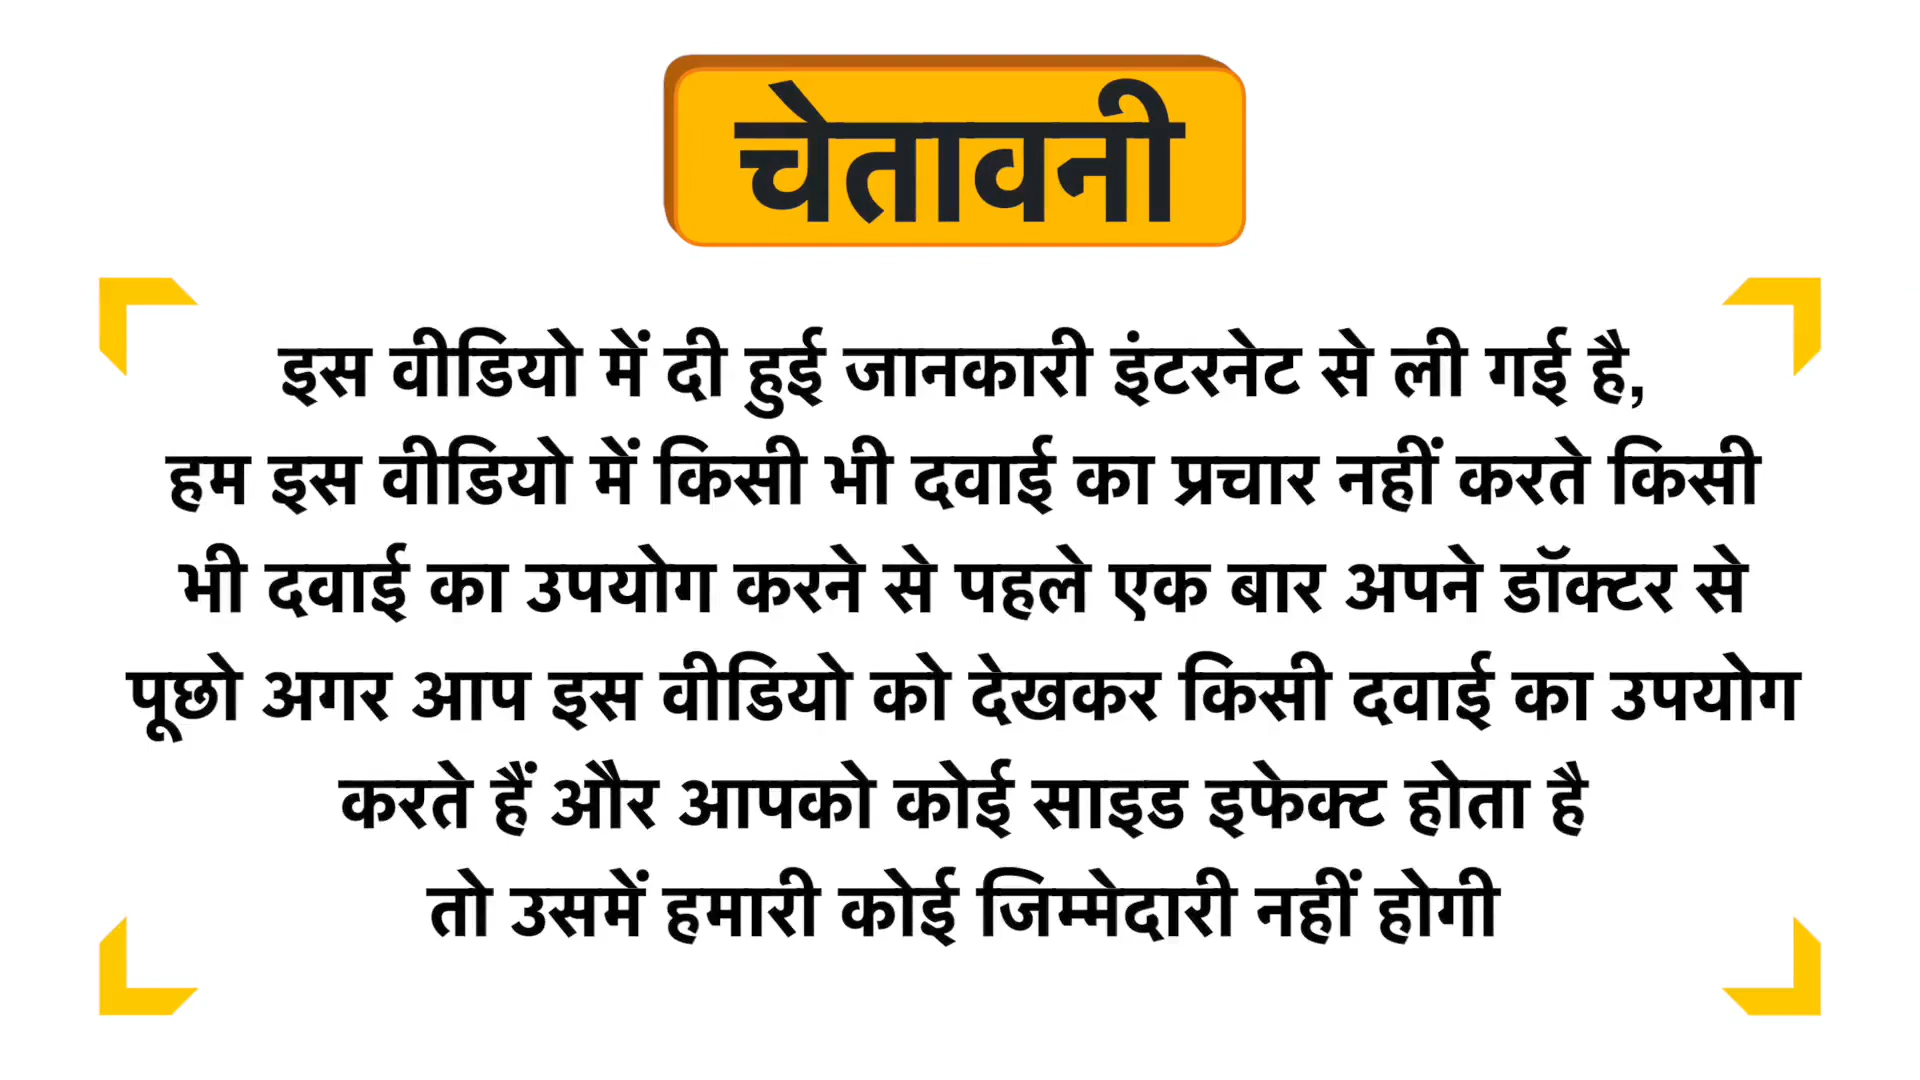 चेतावनी
इस वीडियो में दी हुई जानकारी इंटरनेट से ली गई है,
हम इस वीडियो में किसी भी दवाई का प्रचार नहीं करते किसी
भी दवाई का उपयोग करने से पहले एक बार अपने डॉक्टर से
पूछो अगर आप इस वीडियो को देखकर किसी दवाई का उपयोग
करते हैं और आपको कोई साइड इफेक्ट होता है
तो उसमें हमारी कोई जिम्मेदारी नहीं होगी